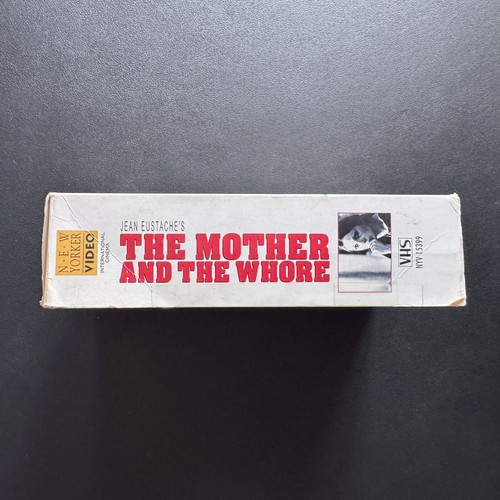 N·E·W
YORKER
VIDEO
INTERNATIONAL
CINEMA
JEAN EUSTACHE'S
THE MOTHER
AND THE WHORE
VHS
NYV 15399